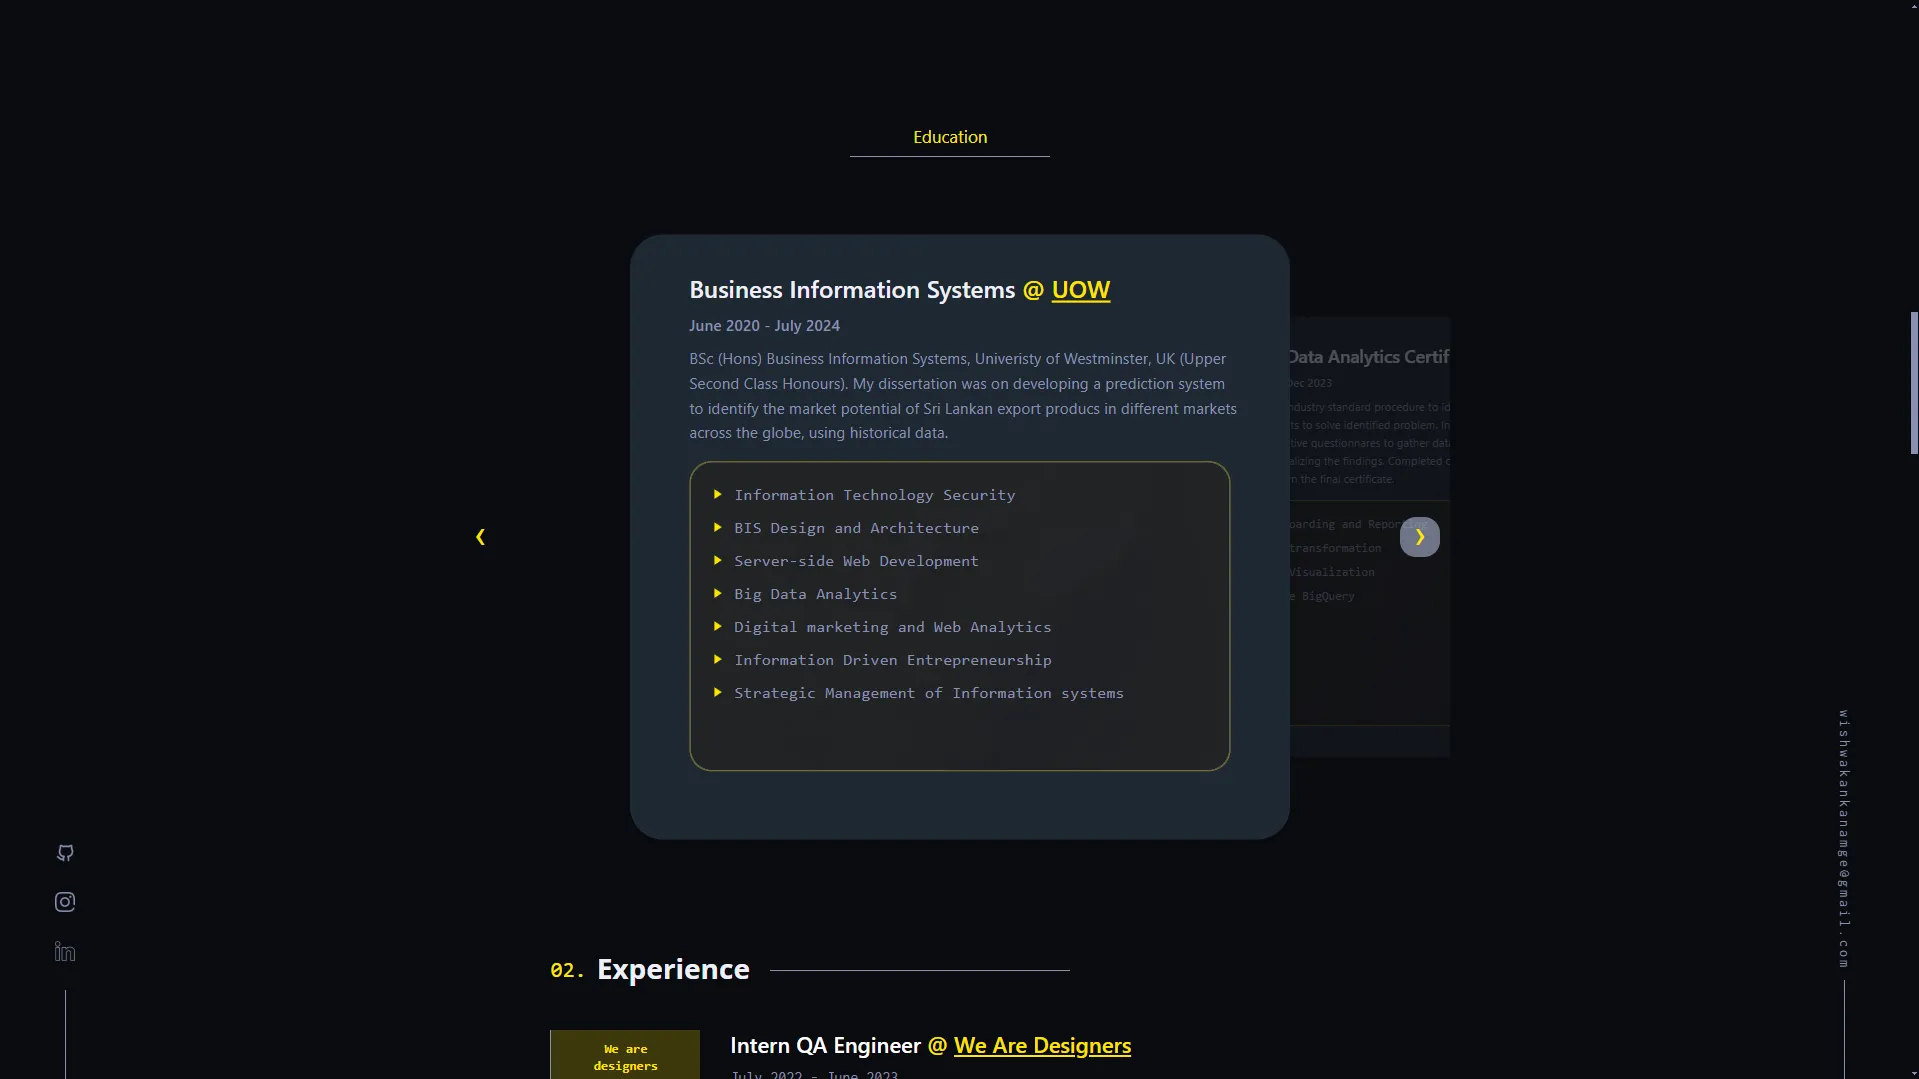 Education
Business Information Systems @ UOW
June 2020 - July 2024
BSc (Hons) Business Information Systems, Univeristy of Westminster, UK (Upper
Second Class Honours). My dissertation was on developing a prediction system
to identify the market potential of Sri Lankan export producs in different markets
across the globe, using historical data.
Information Technology Security
BIS Design and Architecture
Server-side Web Development
Big Data Analytics
Digital marketing and Web Analytics
Information Driven Entrepreneurship
Strategic Management of Information systems
Data Analytics Certif
Dec 2023
ndustry standard procedure to id
ts to solve identified problem. In
tive questionnares to gather data
alizing the findings. Completed c
n the final certificate.
oarding and Reporting
transformation
Visualization
e BigQuery
wishwakankanamge@gmail.com
02. Experience
We are
designers
Intern QA Engineer @ We Are Designers
July 2022 - June 2023